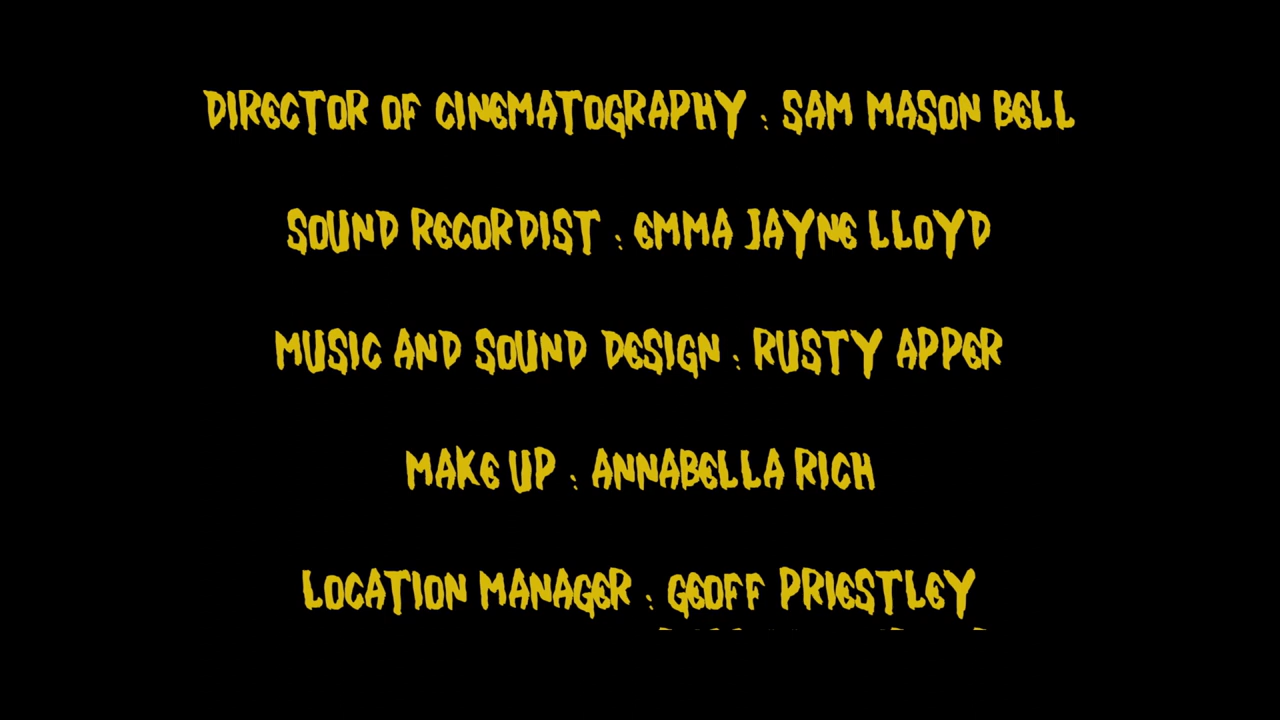 DIRECTOR OF CINEMATOGRAPHY : SAM MASON BELL
SOUND RECORDIST : EMMA JAYNE LLOYD
MUSIC AND SOUND DESIGN : RUSTY APPER
MAKE UP : ANNABELLA RICH
LOCATION MANAGER : GEOFF PRIESTLEY